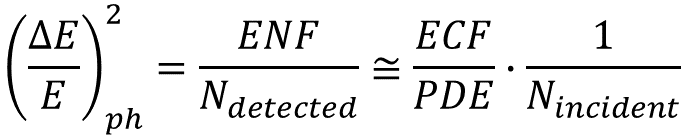 (ΔE/E)²_ph = ENF/N_detected ≅ ECF/PDE · 1/N_incident